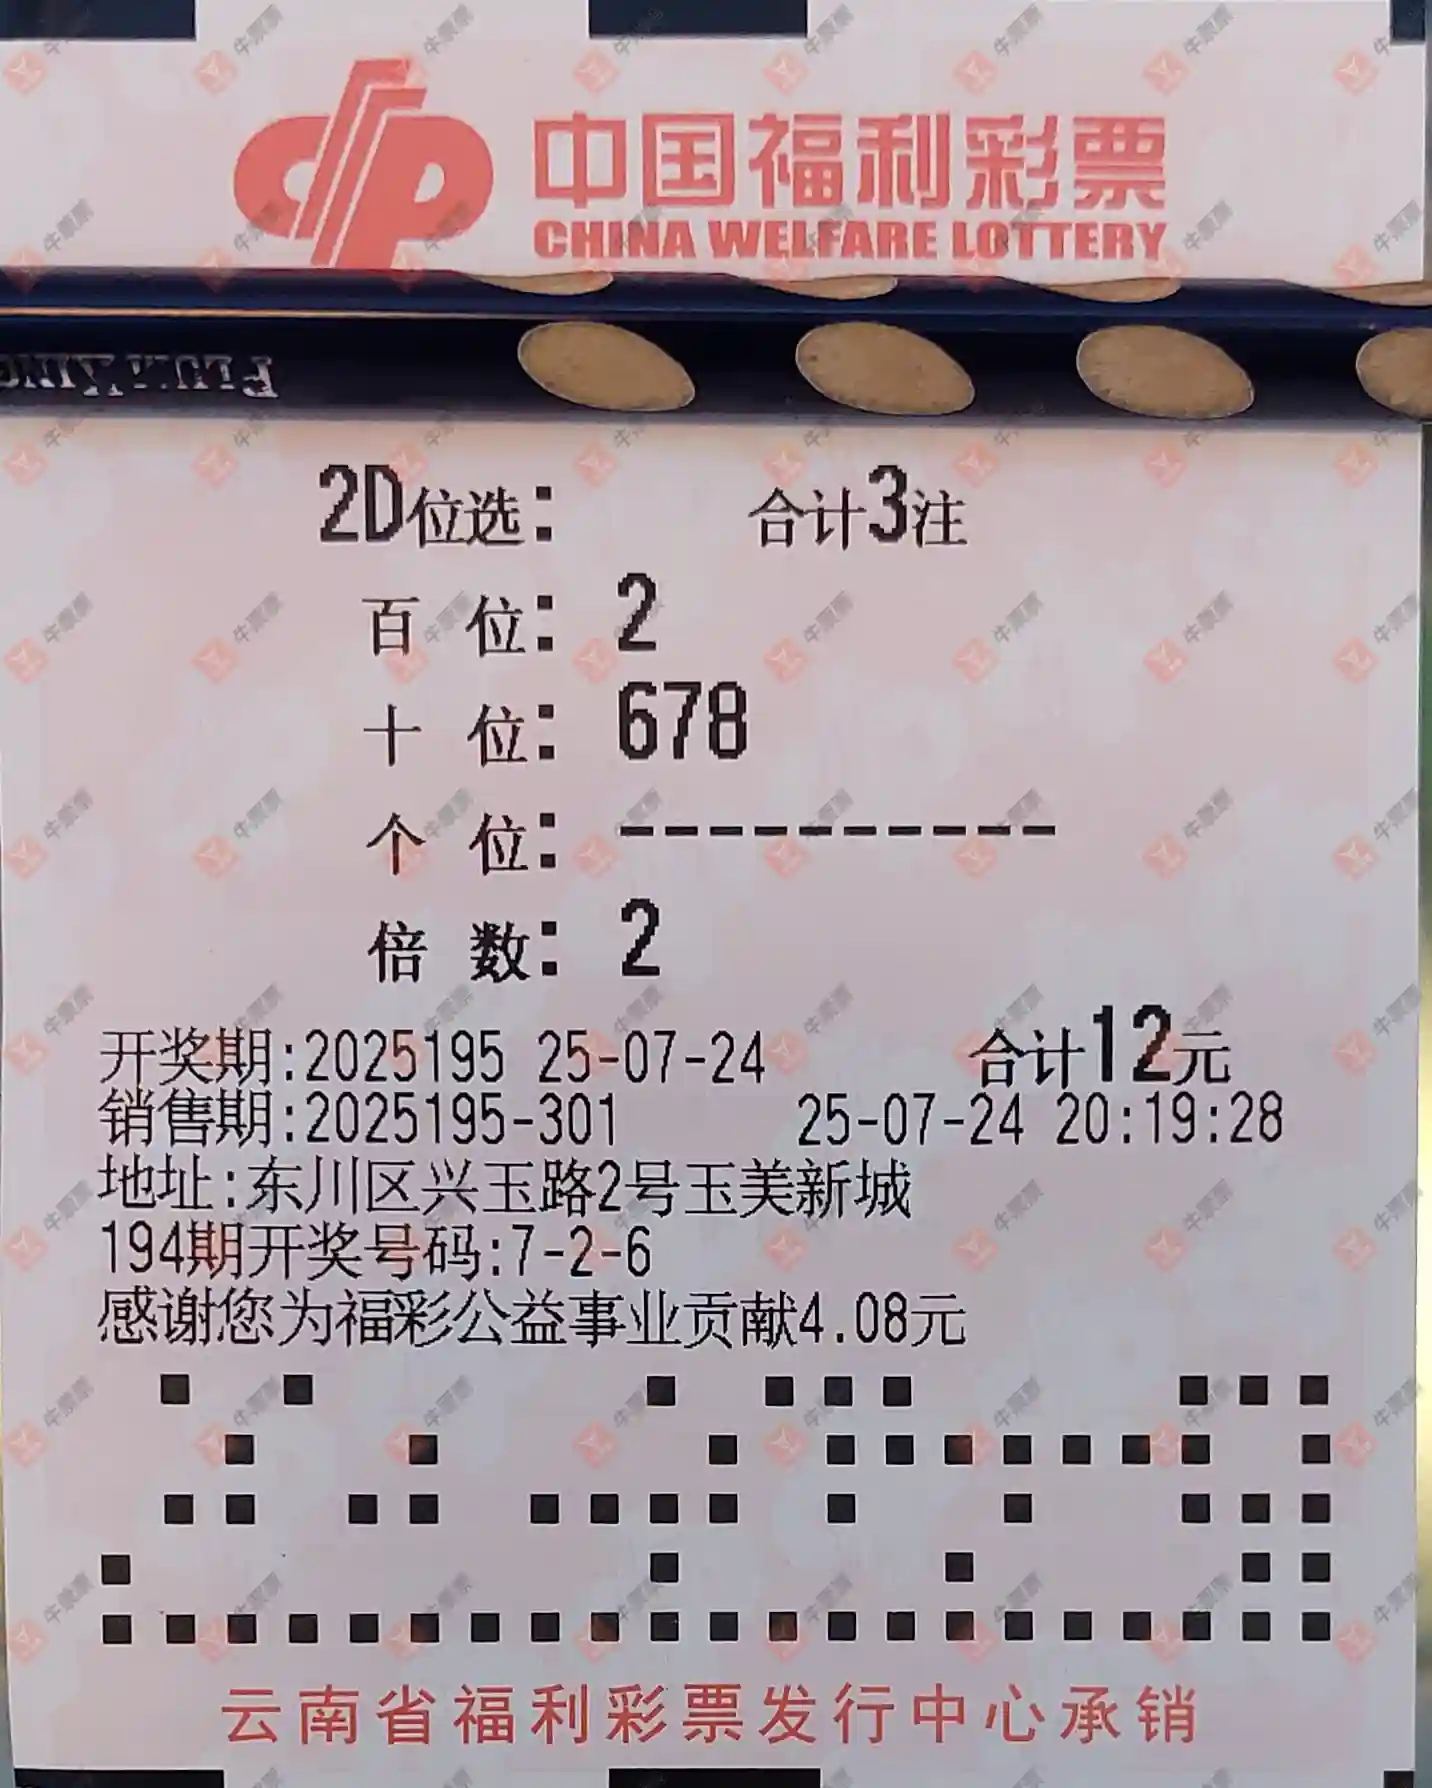 中国福利彩票
CHINA WELFARE LOTTERY
2D位选: 合计3注
百 位: 2
十 位: 678
个 位: ----------
倍 数: 2
开奖期:2025195 25-07-24 合计12元
销售期:2025195-301 25-07-24 20:19:28
地址:东川区兴玉路2号玉美新城
194期开奖号码:7-2-6
感谢您为福彩公益事业贡献4.08元
云南省福利彩票发行中心承销
牛票票